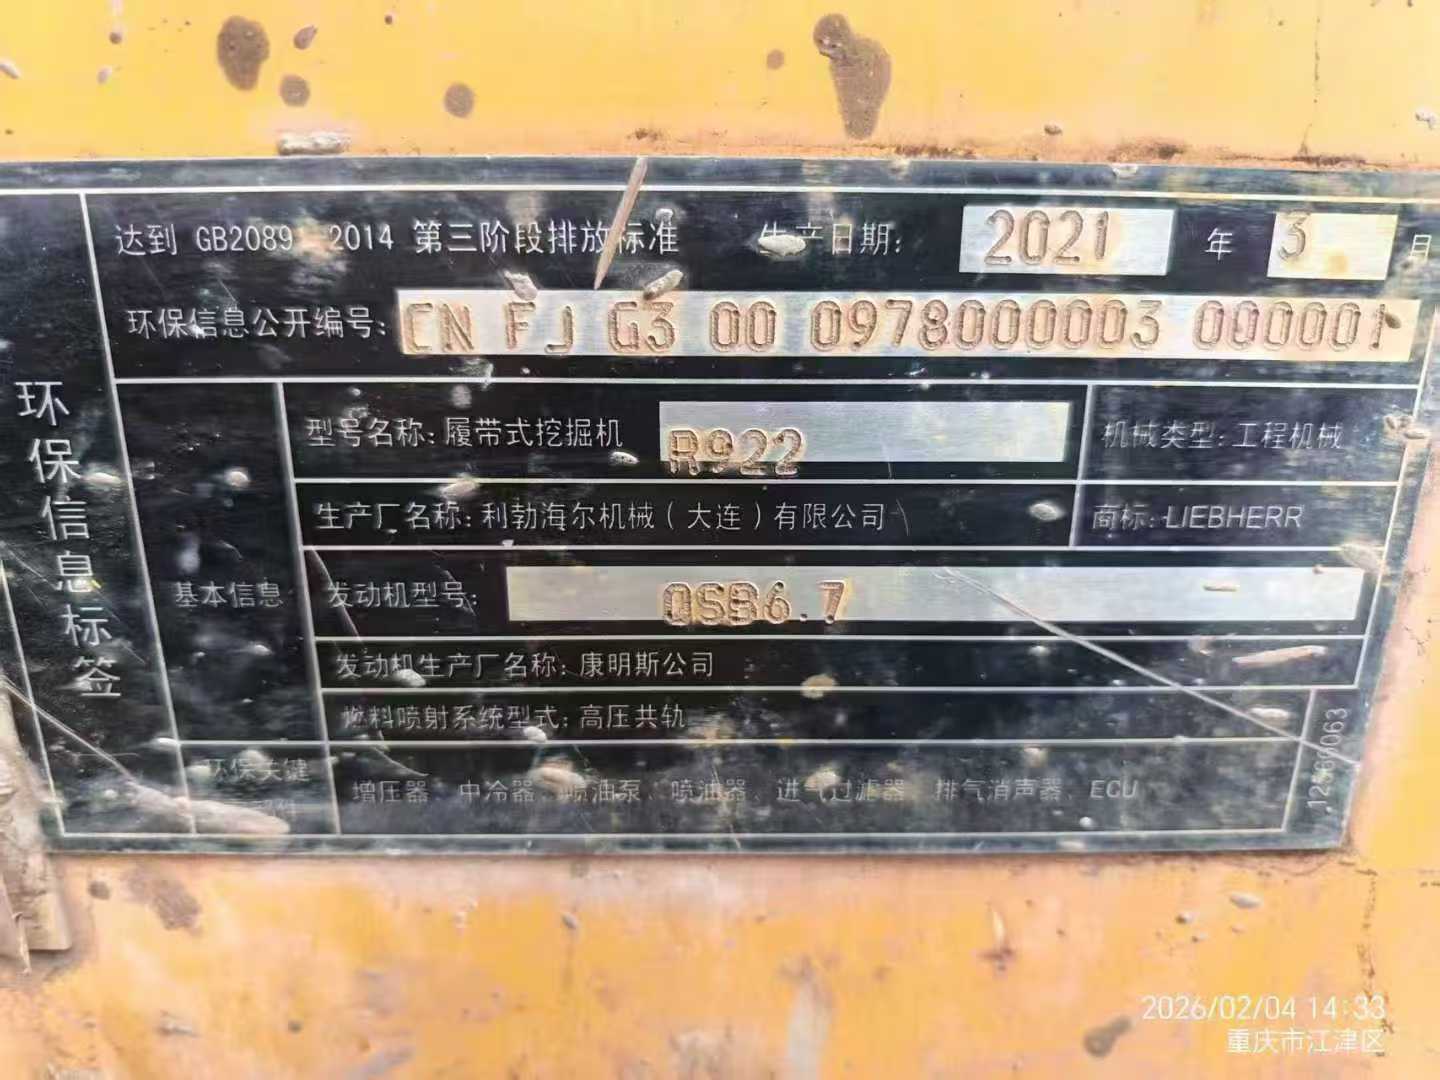 达到 GB2089 2014 第三阶段排放标准 生产日期: 2021 年 3 月
环保信息公开编号: CN FJ G3 00 0978000003 000001
环保信息标签
型号名称: 履带式挖掘机 R922 机械类型: 工程机械
生产厂名称: 利勃海尔机械(大连)有限公司 商标: LIEBHERR
基本信息
发动机型号: QSB6.7
发动机生产厂名称: 康明斯公司
燃料喷射系统型式: 高压共轨
环保关键
增压器、中冷器、喷油泵、喷油器、进气过滤器、排气消声器、ECU
2026/02/04 14:33
重庆市江津区